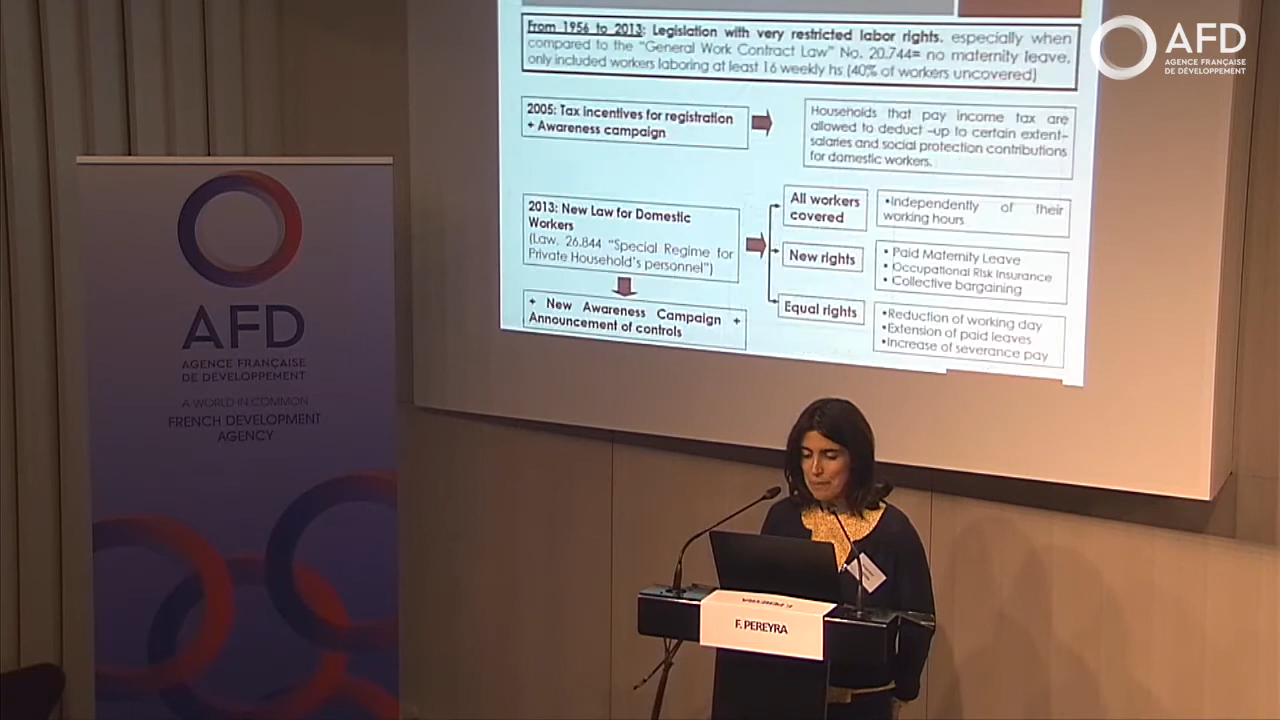 From 1956 to 2013: Legislation with very restricted labor rights, especially when
compared to the "General Work Contract Law" No. 20.744= no maternity leave,
only included workers laboring at least 16 weekly hs (40% of workers uncovered)
2005: Tax incentives for registration
+ Awareness campaign
Households that pay income tax are
allowed to deduct -up to certain extent-
salaries and social protection contributions
for domestic workers.
2013: New Law for Domestic
Workers
(Law, 26.844 "Special Regime for
Private Household's personnel")
+ New Awareness Campaign +
Announcement of controls
All workers
covered
•Independently of their
working hours
New rights
• Paid Maternity Leave
• Occupational Risk Insurance
• Collective bargaining
Equal rights
•Reduction of working day
•Extension of paid leaves
•Increase of severance pay
AFD
AGENCE FRANÇAISE
DE DÉVELOPPEMENT
AFD
AGENCE FRANÇAISE
DE DÉVELOPPEMENT
A WORLD IN COMMON
FRENCH DEVELOPMENT
AGENCY
F. PEREYRA
F. PEREYRA